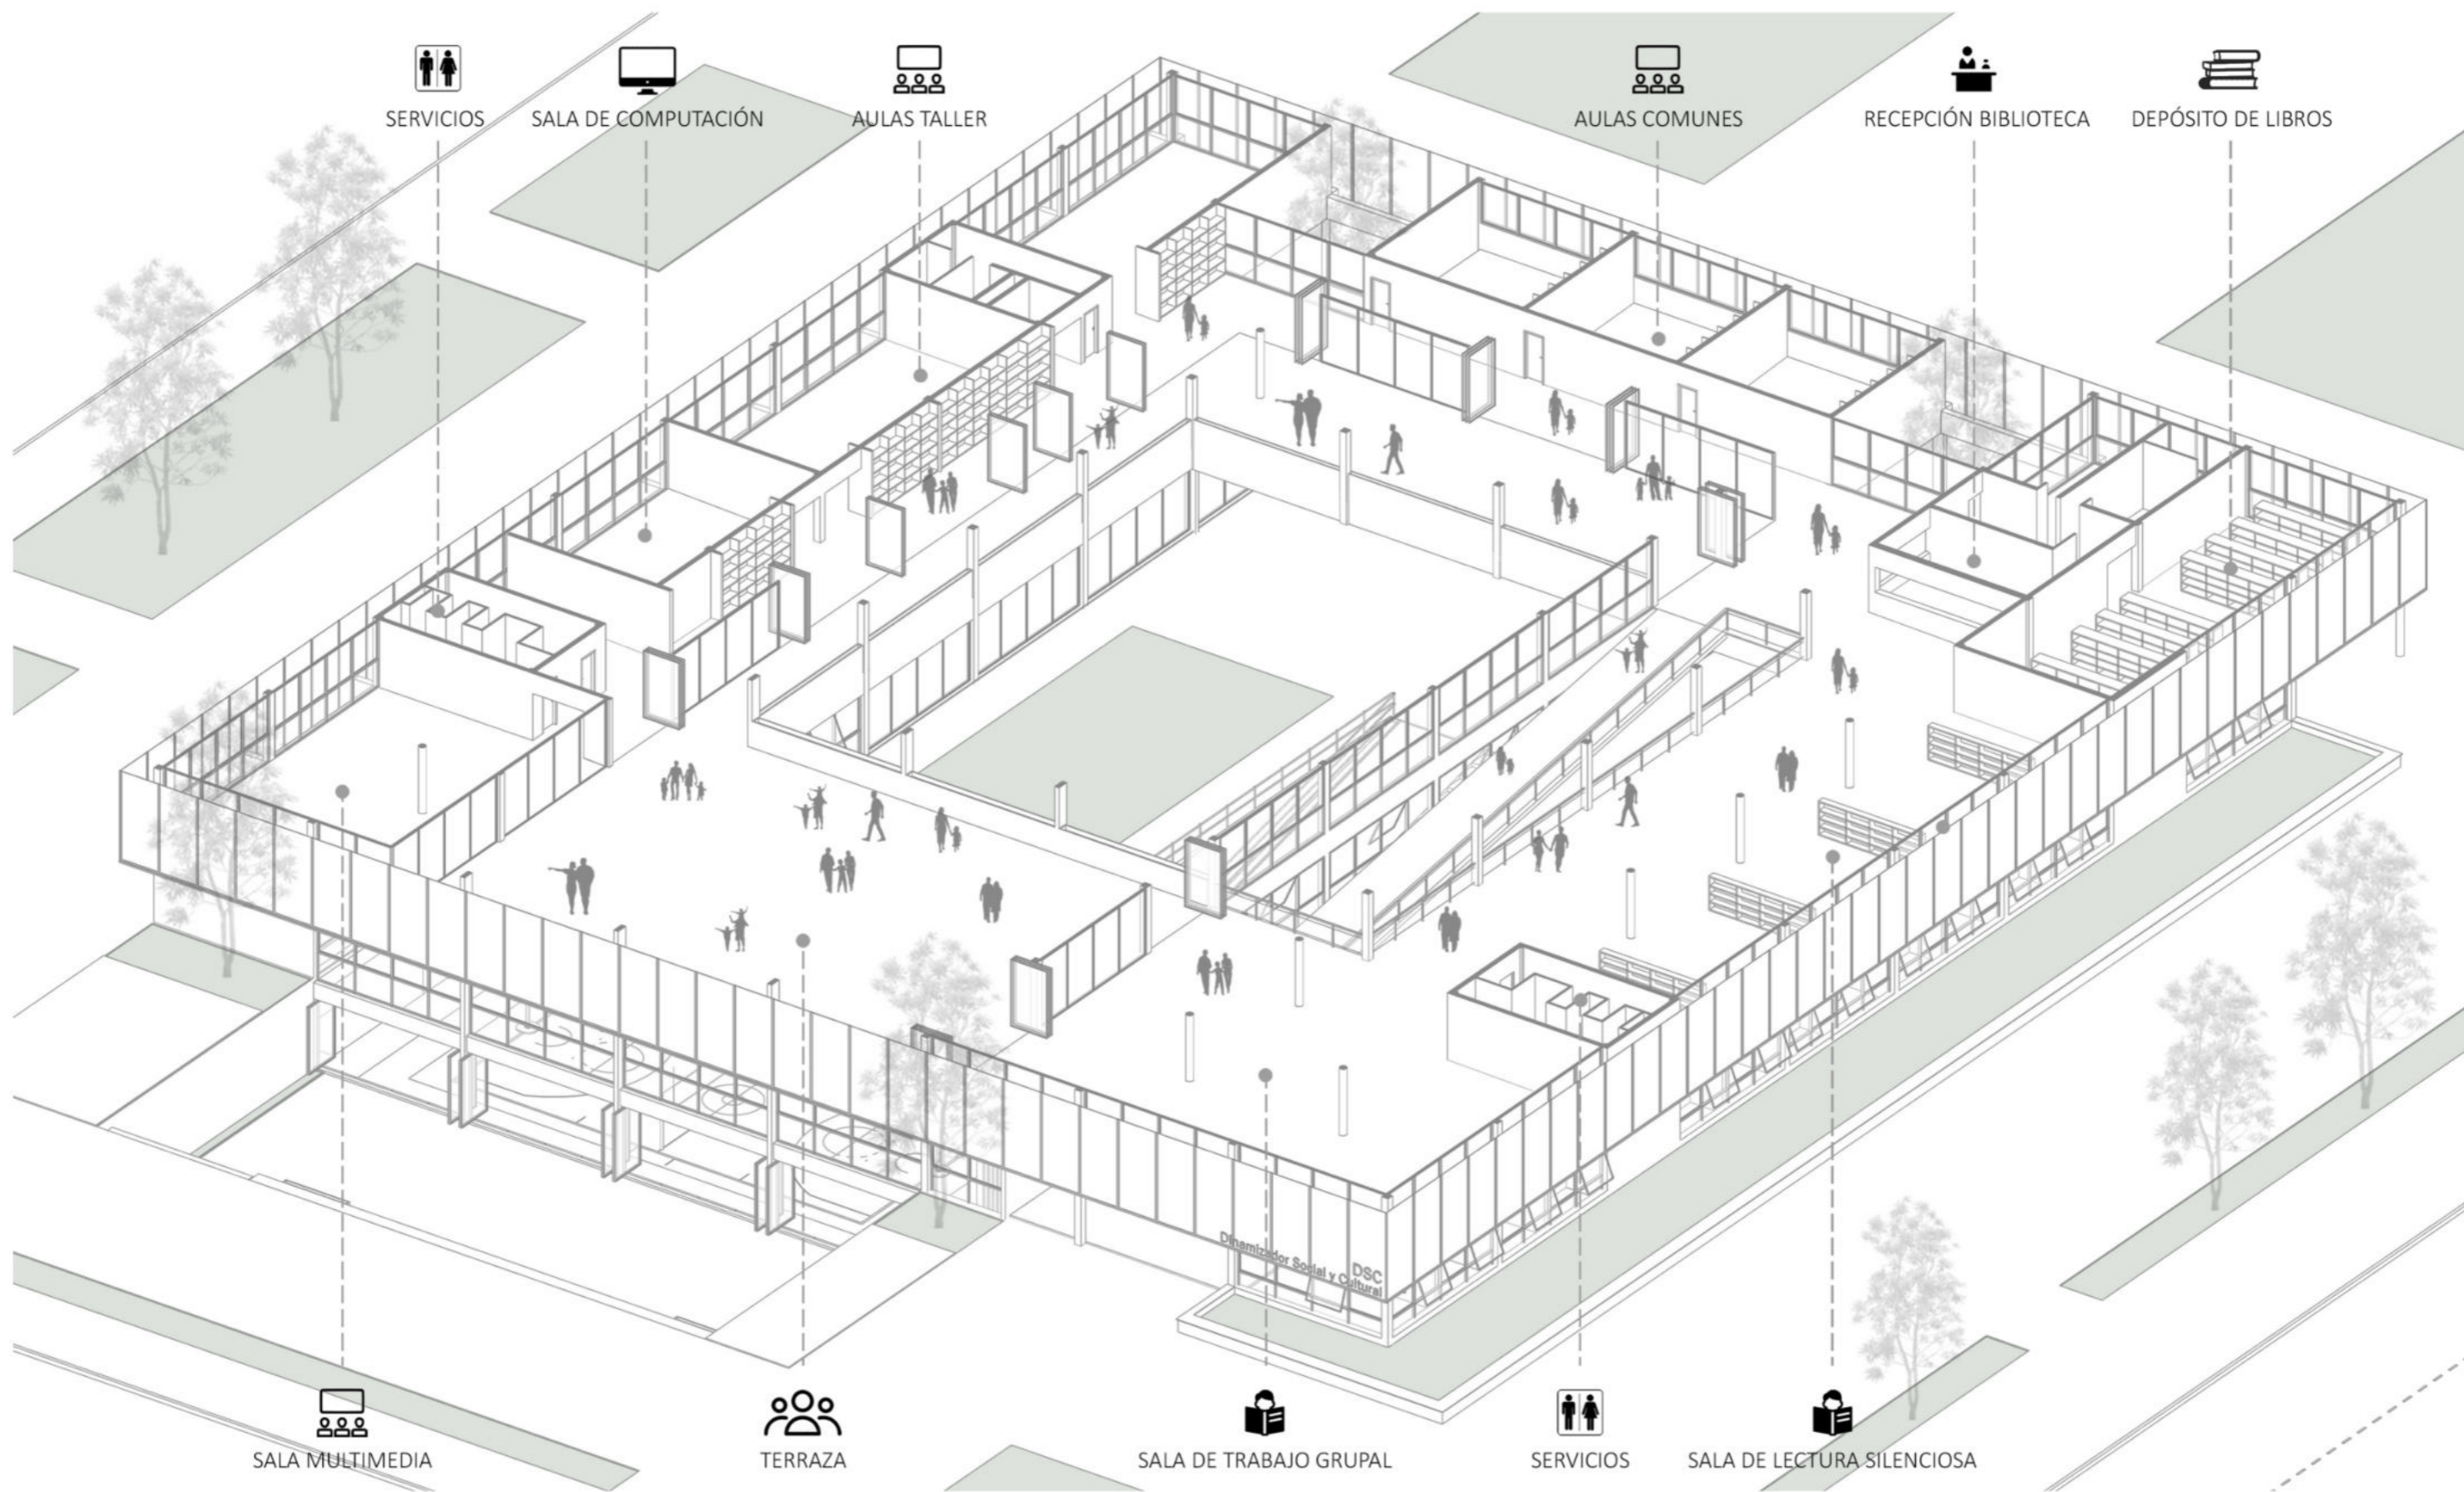 SERVICIOS
SALA DE COMPUTACIÓN
AULAS TALLER
AULAS COMUNES
RECEPCIÓN BIBLIOTECA
DEPÓSITO DE LIBROS
DSC
Dinamizador Social y Cultural
SALA MULTIMEDIA
TERRAZA
SALA DE TRABAJO GRUPAL
SERVICIOS
SALA DE LECTURA SILENCIOSA